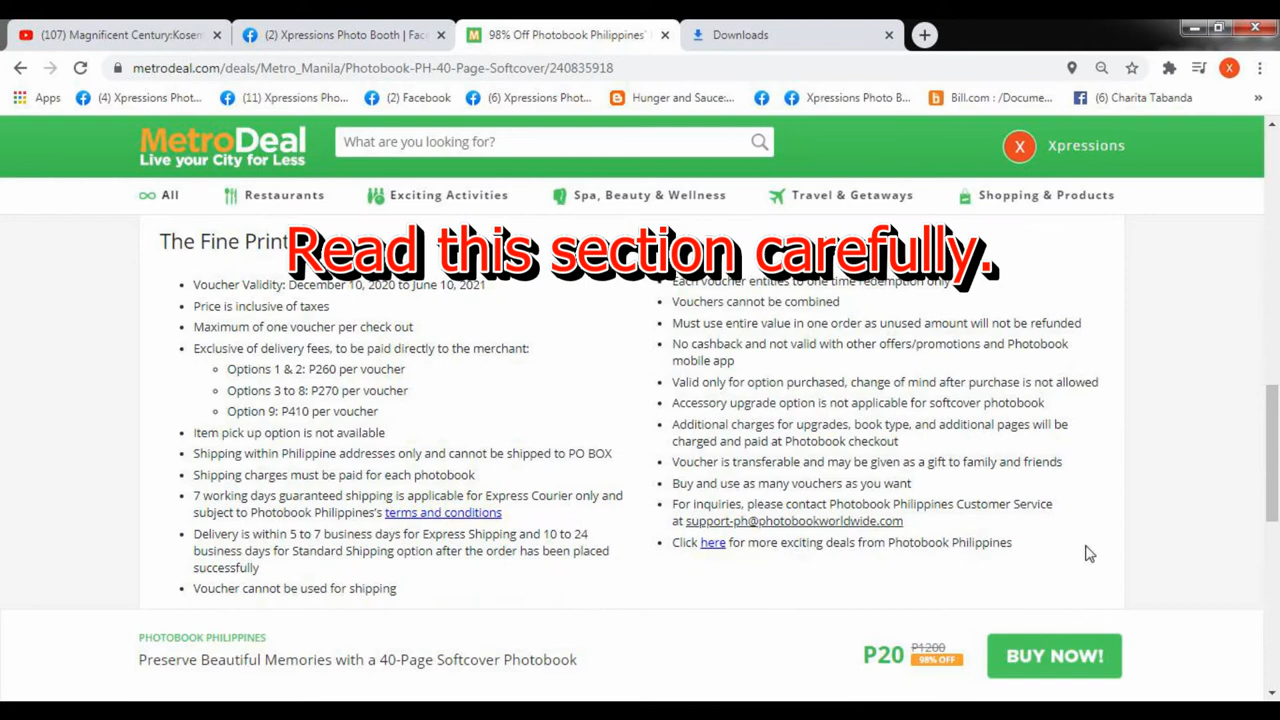 (107) Magnificent Century:Kosem
(2) Xpressions Photo Booth | Fac
98% Off Photobook Philippines'
Downloads
metrodeal.com/deals/Metro_Manila/Photobook-PH-40-Page-Softcover/240835918
X
Apps
(4) Xpressions Phot...
(11) Xpressions Phot...
(2) Facebook
(6) Xpressions Phot...
Hunger and Sauce:...
Xpressions Photo B...
Bill.com : /Docume...
(6) Charita Tabanda
»
MetroDeal
Live your City for Less
What are you looking for?
X
Xpressions
All
Restaurants
Exciting Activities
Spa, Beauty & Wellness
Travel & Getaways
Shopping & Products
The Fine Print
Read this section carefully.
Voucher Validity: December 10, 2020 to June 10, 2021
Price is inclusive of taxes
Maximum of one voucher per check out
Exclusive of delivery fees, to be paid directly to the merchant:
Options 1 & 2: P260 per voucher
Options 3 to 8: P270 per voucher
Option 9: P410 per voucher
Item pick up option is not available
Shipping within Philippine addresses only and cannot be shipped to PO BOX
Shipping charges must be paid for each photobook
7 working days guaranteed shipping is applicable for Express Courier only and
subject to Photobook Philippines's terms and conditions
Delivery is within 5 to 7 business days for Express Shipping and 10 to 24
business days for Standard Shipping option after the order has been placed
successfully
Voucher cannot be used for shipping
Each voucher entitles to one time redemption only
Vouchers cannot be combined
Must use entire value in one order as unused amount will not be refunded
No cashback and not valid with other offers/promotions and Photobook
mobile app
Valid only for option purchased, change of mind after purchase is not allowed
Accessory upgrade option is not applicable for softcover photobook
Additional charges for upgrades, book type, and additional pages will be
charged and paid at Photobook checkout
Voucher is transferable and may be given as a gift to family and friends
Buy and use as many vouchers as you want
For inquiries, please contact Photobook Philippines Customer Service
at support-ph@photobookworldwide.com
Click here for more exciting deals from Photobook Philippines
PHOTOBOOK PHILIPPINES
Preserve Beautiful Memories with a 40-Page Softcover Photobook
P20
P1200
98% OFF
BUY NOW!